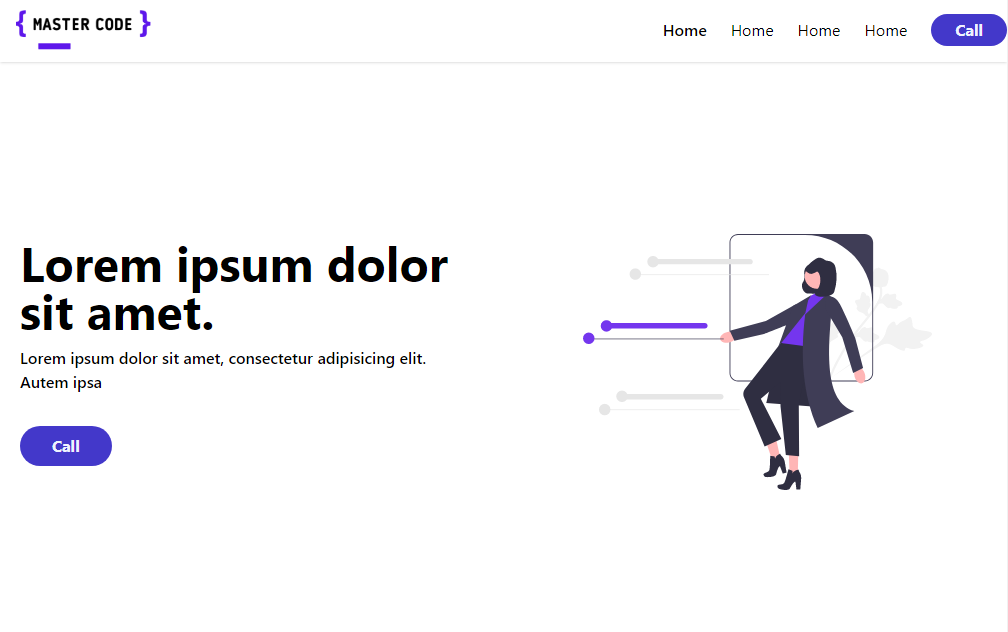 { MASTER CODE }
Home Home Home Home Call
Lorem ipsum dolor
sit amet.
Lorem ipsum dolor sit amet, consectetur adipisicing elit.
Autem ipsa
Call